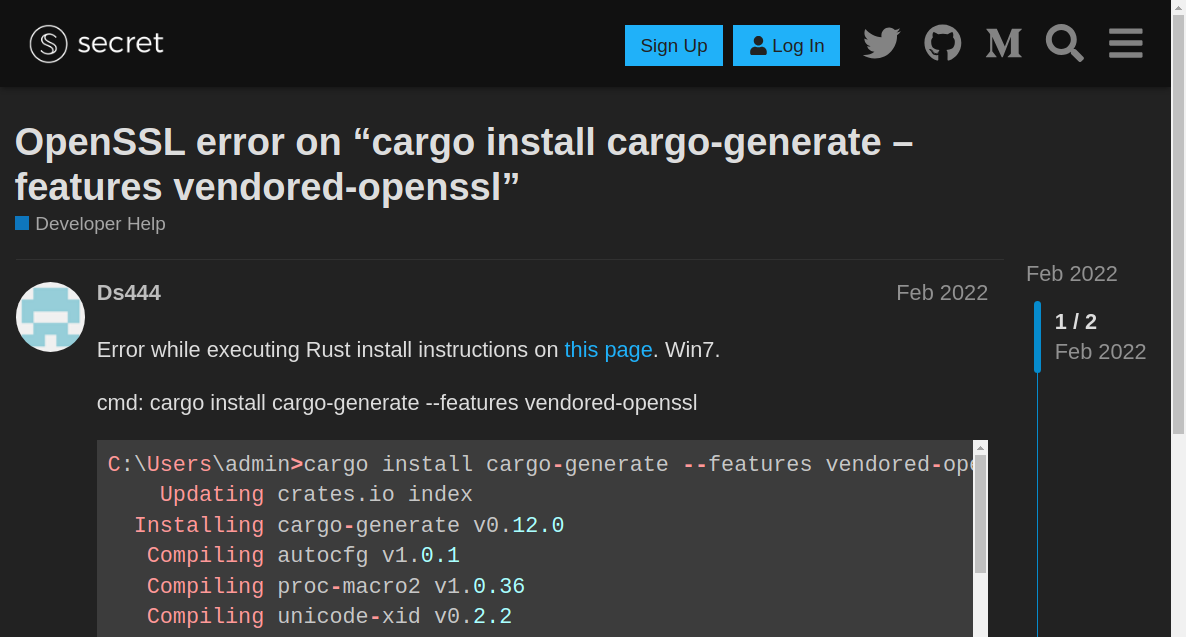 secret
Sign Up
Log In
OpenSSL error on “cargo install cargo-generate –
features vendored-openssl”
Developer Help
Feb 2022
Ds444
Feb 2022
1 / 2
Feb 2022
Error while executing Rust install instructions on this page. Win7.
cmd: cargo install cargo-generate --features vendored-openssl
C:\Users\admin>cargo install cargo-generate --features vendored-ope
Updating crates.io index
Installing cargo-generate v0.12.0
Compiling autocfg v1.0.1
Compiling proc-macro2 v1.0.36
Compiling unicode-xid v0.2.2